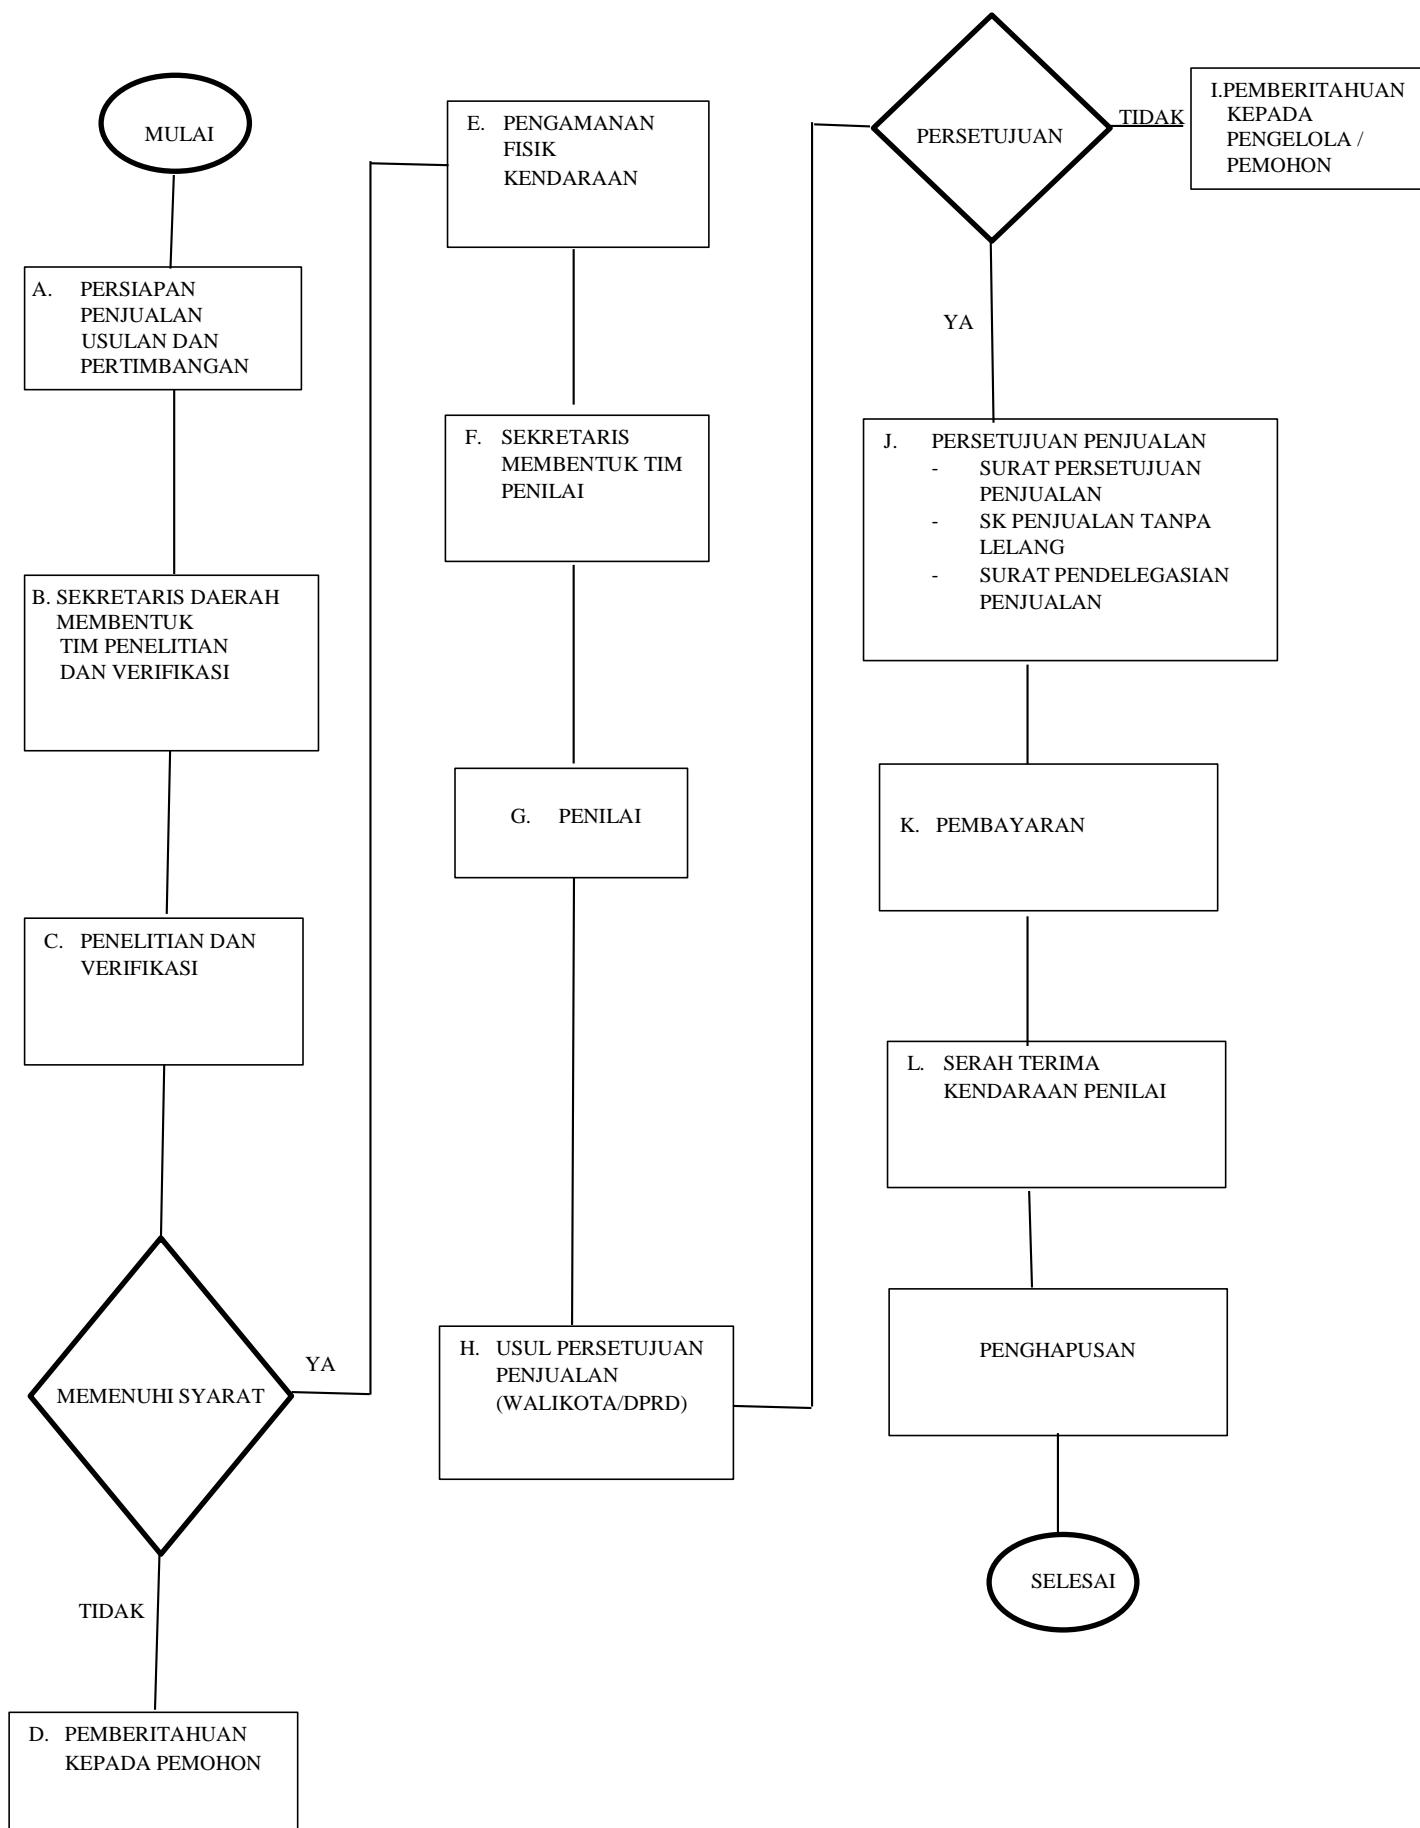 MULAI
A. PERSIAPAN
PENJUALAN
USULAN DAN
PERTIMBANGAN
B. SEKRETARIS DAERAH
MEMBENTUK
TIM PENELITIAN
DAN VERIFIKASI
C. PENELITIAN DAN
VERIFIKASI
MEMENUHI SYARAT
YA
TIDAK
D. PEMBERITAHUAN
KEPADA PEMOHON
E. PENGAMANAN
FISIK
KENDARAAN
F. SEKRETARIS
MEMBENTUK TIM
PENILAI
G. PENILAI
H. USUL PERSETUJUAN
PENJUALAN
(WALIKOTA/DPRD)
PERSETUJUAN
TIDAK
I.PEMBERITAHUAN
KEPADA
PENGELOLA /
PEMOHON
YA
J. PERSETUJUAN PENJUALAN
- SURAT PERSETUJUAN
PENJUALAN
- SK PENJUALAN TANPA
LELANG
- SURAT PENDELEGASIAN
PENJUALAN
K. PEMBAYARAN
L. SERAH TERIMA
KENDARAAN PENILAI
PENGHAPUSAN
SELESAI